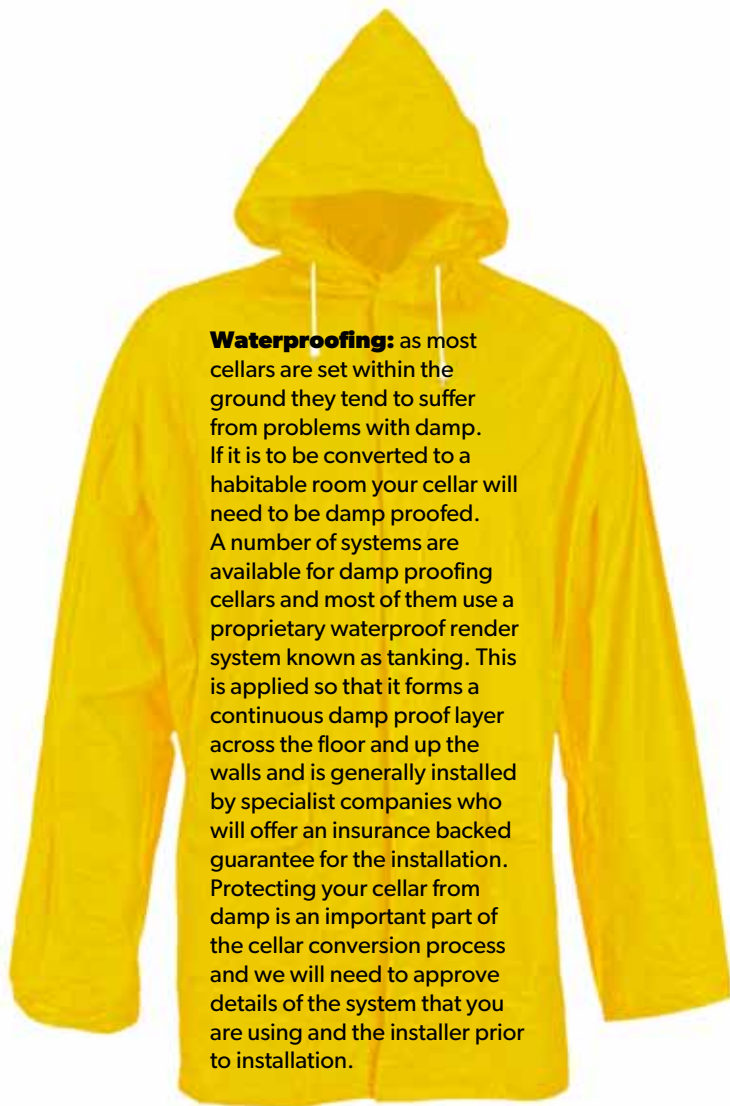 Waterproofing: as most
cellars are set within the
ground they tend to suffer
from problems with damp.
If it is to be converted to a
habitable room your cellar will
need to be damp proofed.
A number of systems are
available for damp proofing
cellars and most of them use a
proprietary waterproof render
system known as tanking. This
is applied so that it forms a
continuous damp proof layer
across the floor and up the
walls and is generally installed
by specialist companies who
will offer an insurance backed
guarantee for the installation.
Protecting your cellar from
damp is an important part of
the cellar conversion process
and we will need to approve
details of the system that you
are using and the installer prior
to installation.